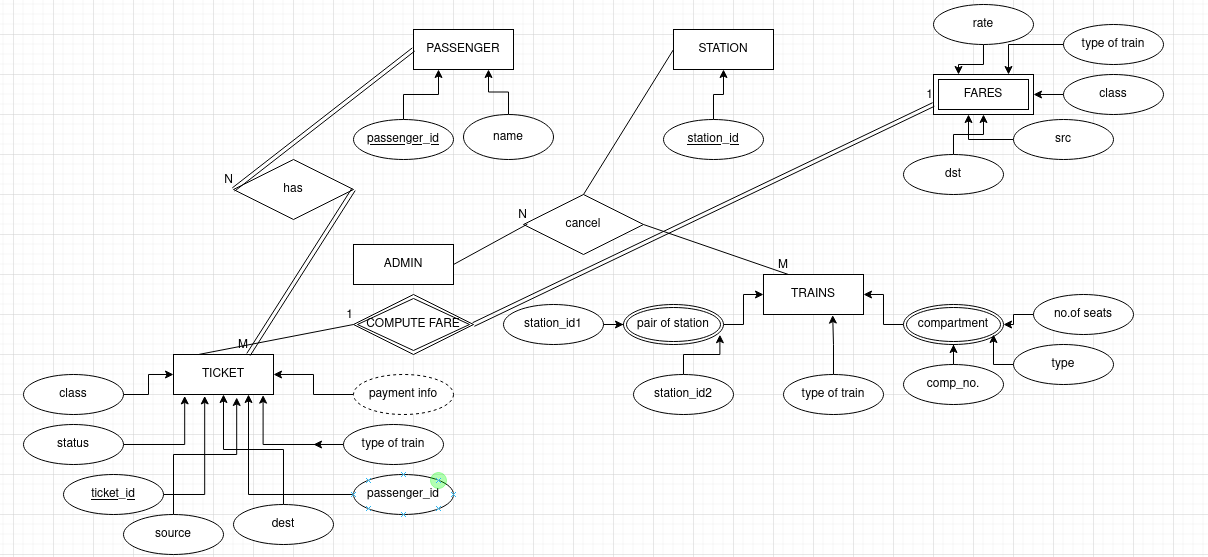 rate
PASSENGER
STATION
type of train
FARES
1
class
passenger_id
name
station_id
src
dst
N
has
N
cancel
ADMIN
M
TRAINS
1
COMPUTE FARE
station_id1
pair of station
compartment
no.of seats
M
TICKET
type
class
payment info
station_id2
type of train
comp_no.
status
type of train
ticket_id
passenger_id
source
dest